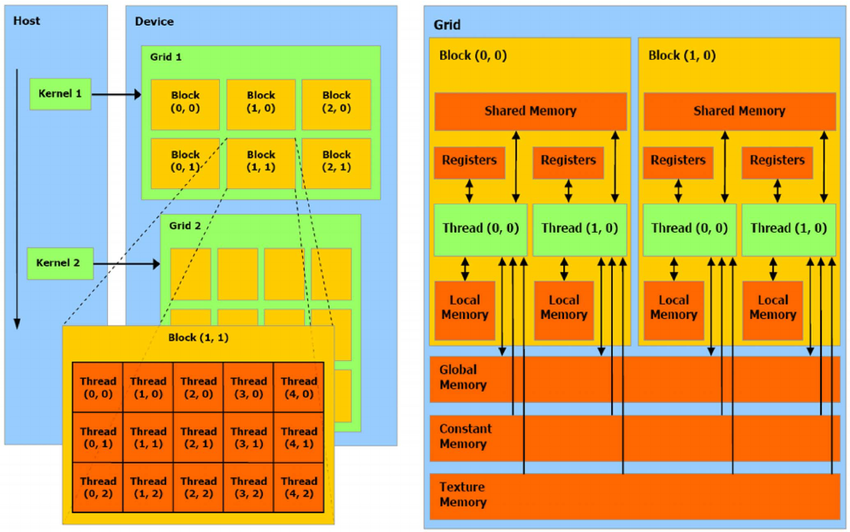 Host
Device
Grid 1
Kernel 1
Block
(0, 0)
Block
(1, 0)
Block
(2, 0)
Block
(0, 1)
Block
(1, 1)
Block
(2, 1)
Grid 2
Kernel 2
Block (1, 1)
Thread
(0, 0)
Thread
(1, 0)
Thread
(2, 0)
Thread
(3, 0)
Thread
(4, 0)
Thread
(0, 1)
Thread
(1, 1)
Thread
(2, 1)
Thread
(3, 1)
Thread
(4, 1)
Thread
(0, 2)
Thread
(1, 2)
Thread
(2, 2)
Thread
(3, 2)
Thread
(4, 2)
Grid
Block (0, 0)
Block (1, 0)
Shared Memory
Shared Memory
Registers
Registers
Registers
Registers
Thread (0, 0)
Thread (1, 0)
Thread (0, 0)
Thread (1, 0)
Local
Memory
Local
Memory
Local
Memory
Local
Memory
Global
Memory
Constant
Memory
Texture
Memory